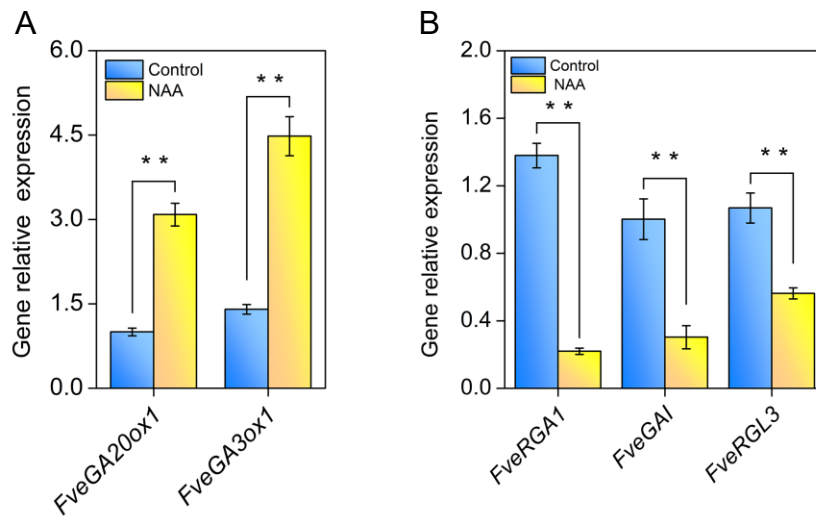 A
Gene relative expression
6.0
4.5
3.0
1.5
0.0
Control
NAA
* *
* *
FveGA20ox1
FveGA3ox1
B
Gene relative expression
2.0
1.6
1.2
0.8
0.4
0.0
Control
NAA
* *
* *
* *
FveRGA1
FveGAI
FveRGL3